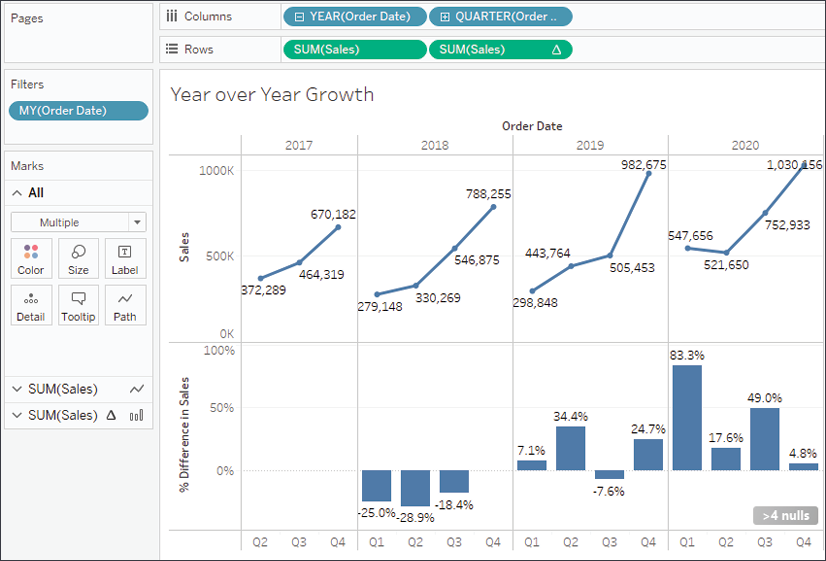 Pages
Columns
YEAR(Order Date)
QUARTER(Order ..
Rows
SUM(Sales)
SUM(Sales) Δ
Filters
MY(Order Date)
Marks
All
Multiple
Color
Size
Label
Detail
Tooltip
Path
SUM(Sales)
SUM(Sales) Δ
Year over Year Growth
Order Date
2017
2018
2019
2020
Sales
1000K
500K
0K
372,289
464,319
670,182
279,148
330,269
546,875
788,255
298,848
443,764
505,453
982,675
547,656
521,650
752,933
1,030,156
% Difference in Sales
100%
50%
0%
-25.0%
-28.9%
-18.4%
7.1%
34.4%
-7.6%
24.7%
83.3%
17.6%
49.0%
4.8%
>4 nulls
Q2 Q3 Q4 Q1 Q2 Q3 Q4 Q1 Q2 Q3 Q4 Q1 Q2 Q3 Q4